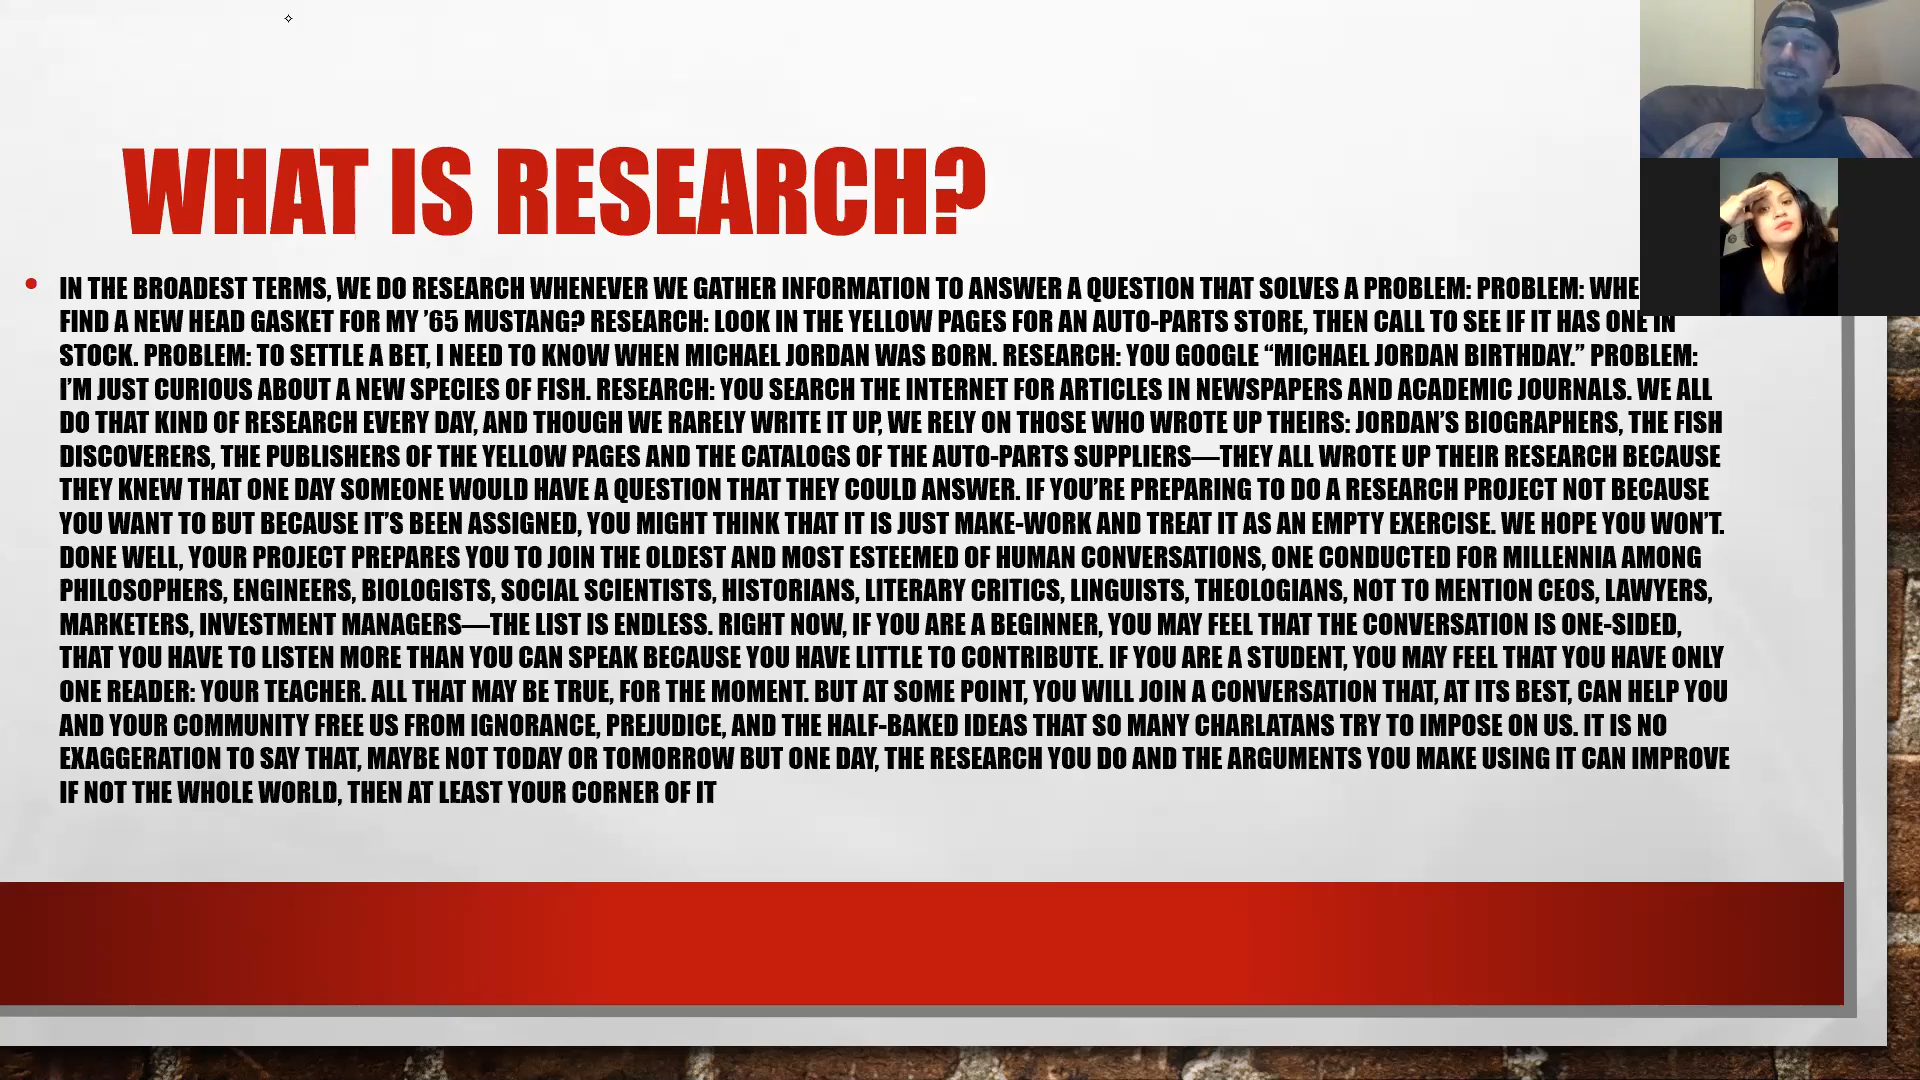 WHAT IS RESEARCH?
IN THE BROADEST TERMS, WE DO RESEARCH WHENEVER WE GATHER INFORMATION TO ANSWER A QUESTION THAT SOLVES A PROBLEM: PROBLEM:
FIND A NEW HEAD GASKET FOR MY ’65 MUSTANG? RESEARCH: LOOK IN THE YELLOW PAGES FOR AN AUTO-PARTS STORE, THEN CALL TO SEE IF IT HAS ONE IN
STOCK. PROBLEM: TO SETTLE A BET, I NEED TO KNOW WHEN MICHAEL JORDAN WAS BORN. RESEARCH: YOU GOOGLE “MICHAEL JORDAN BIRTHDAY.” PROBLEM:
I’M JUST CURIOUS ABOUT A NEW SPECIES OF FISH. RESEARCH: YOU SEARCH THE INTERNET FOR ARTICLES IN NEWSPAPERS AND ACADEMIC JOURNALS. WE ALL
DO THAT KIND OF RESEARCH EVERY DAY, AND THOUGH WE RARELY WRITE IT UP, WE RELY ON THOSE WHO WROTE UP THEIRS: JORDAN’S BIOGRAPHERS, THE FISH
DISCOVERERS, THE PUBLISHERS OF THE YELLOW PAGES AND THE CATALOGS OF THE AUTO-PARTS SUPPLIERS—THEY ALL WROTE UP THEIR RESEARCH BECAUSE
THEY KNEW THAT ONE DAY SOMEONE WOULD HAVE A QUESTION THAT THEY COULD ANSWER. IF YOU’RE PREPARING TO DO A RESEARCH PROJECT NOT BECAUSE
YOU WANT TO BUT BECAUSE IT’S BEEN ASSIGNED, YOU MIGHT THINK THAT IT IS JUST MAKE-WORK AND TREAT IT AS AN EMPTY EXERCISE. WE HOPE YOU WON’T.
DONE WELL, YOUR PROJECT PREPARES YOU TO JOIN THE OLDEST AND MOST ESTEEMED OF HUMAN CONVERSATIONS, ONE CONDUCTED FOR MILLENNIA AMONG
PHILOSOPHERS, ENGINEERS, BIOLOGISTS, SOCIAL SCIENTISTS, HISTORIANS, LITERARY CRITICS, LINGUISTS, THEOLOGIANS, NOT TO MENTION CEOS, LAWYERS,
MARKETERS, INVESTMENT MANAGERS—THE LIST IS ENDLESS. RIGHT NOW, IF YOU ARE A BEGINNER, YOU MAY FEEL THAT THE CONVERSATION IS ONE-SIDED,
THAT YOU HAVE TO LISTEN MORE THAN YOU CAN SPEAK BECAUSE YOU HAVE LITTLE TO CONTRIBUTE. IF YOU ARE A STUDENT, YOU MAY FEEL THAT YOU HAVE ONLY
ONE READER: YOUR TEACHER. ALL THAT MAY BE TRUE, FOR THE MOMENT. BUT AT SOME POINT, YOU WILL JOIN A CONVERSATION THAT, AT ITS BEST, CAN HELP YOU
AND YOUR COMMUNITY FREE US FROM IGNORANCE, PREJUDICE, AND THE HALF-BAKED IDEAS THAT SO MANY CHARLATANS TRY TO IMPOSE ON US. IT IS NO
EXAGGERATION TO SAY THAT, MAYBE NOT TODAY OR TOMORROW BUT ONE DAY, THE RESEARCH YOU DO AND THE ARGUMENTS YOU MAKE USING IT CAN IMPROVE
IF NOT THE WHOLE WORLD, THEN AT LEAST YOUR CORNER OF IT